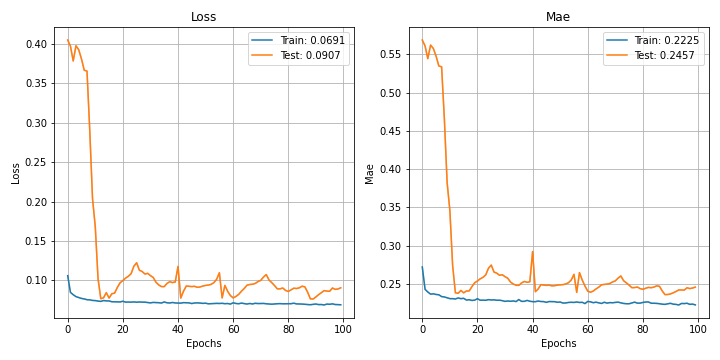 Loss
Train: 0.0691
Test: 0.0907
0.40
0.35
0.30
0.25
0.20
0.15
0.10
Loss
0 20 40 60 80 100
Epochs
Mae
Train: 0.2225
Test: 0.2457
0.55
0.50
0.45
0.40
0.35
0.30
0.25
Mae
0 20 40 60 80 100
Epochs